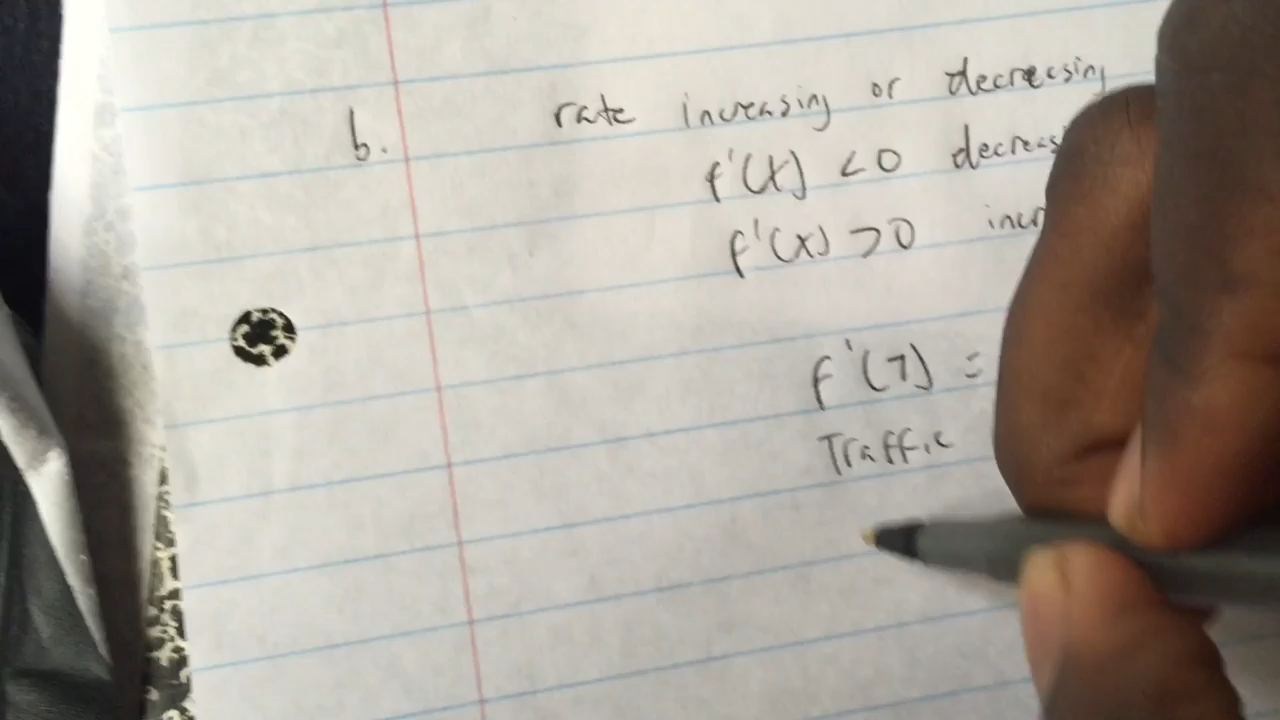 b. rate increasing or decreasing
f'(x) <0 decreas
f'(x) >0 incr
f'(7) =
Traffic